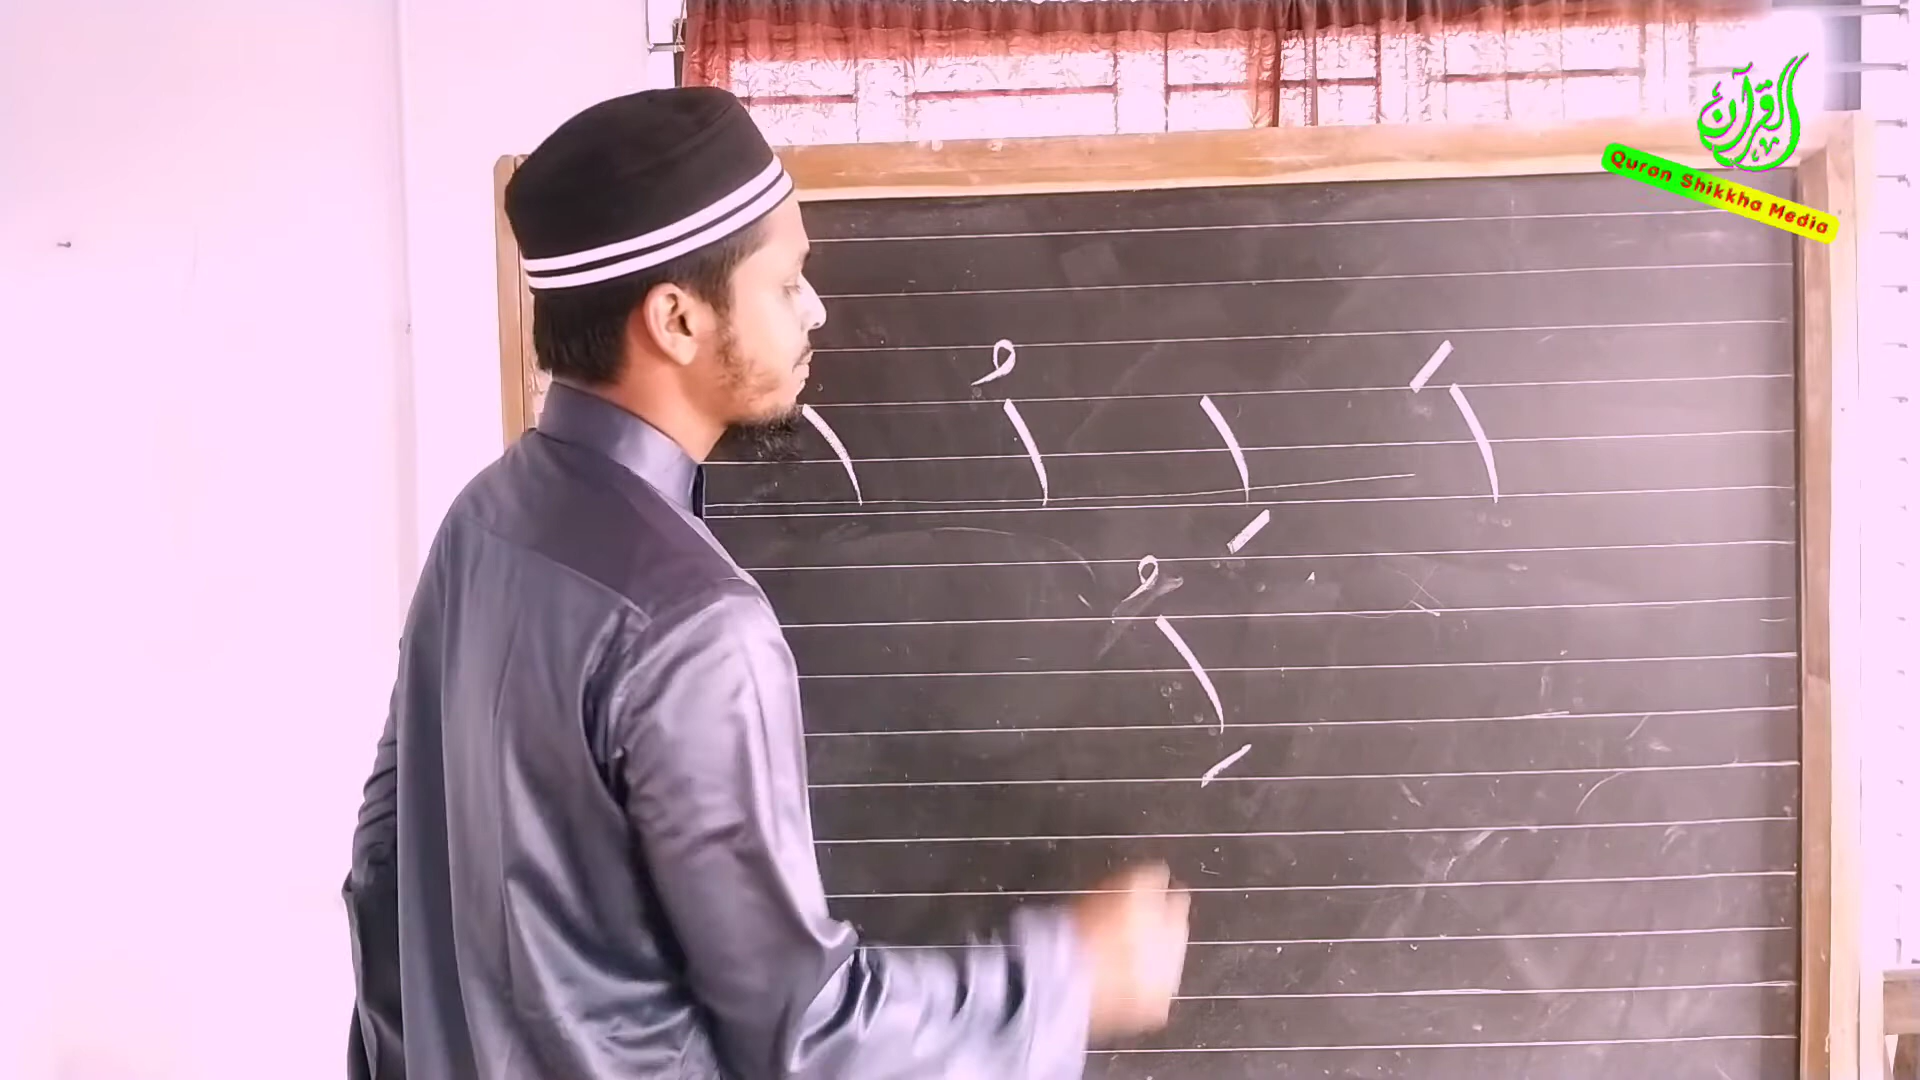 القرآن
Quran Shikkha Media
اَ اِ اُ ا
اُِ